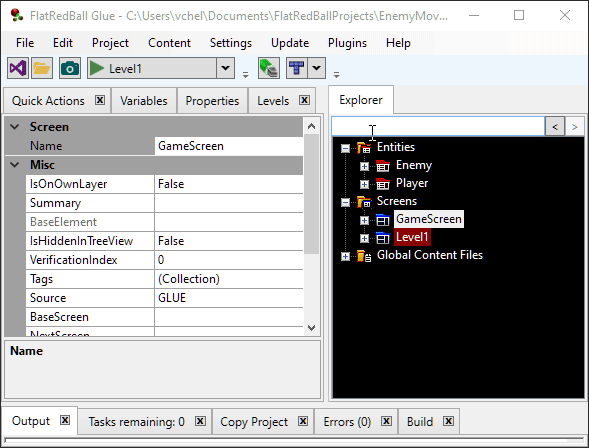 FlatRedBall Glue - C:\Users\vchel\Documents\FlatRedBallProjects\EnemyMov...
File Edit Project Content Settings Update Plugins Help
Level1
Quick Actions Variables Properties Levels
Explorer
< >
Screen
Name GameScreen
Misc
IsOnOwnLayer False
Summary
BaseElement
IsHiddenInTreeView False
VerificationIndex 0
Tags (Collection)
Source GLUE
BaseScreen
NextScreen
Name
Entities
Enemy
Player
Screens
GameScreen
Level1
Global Content Files
Output Tasks remaining: 0 Copy Project Errors (0) Build